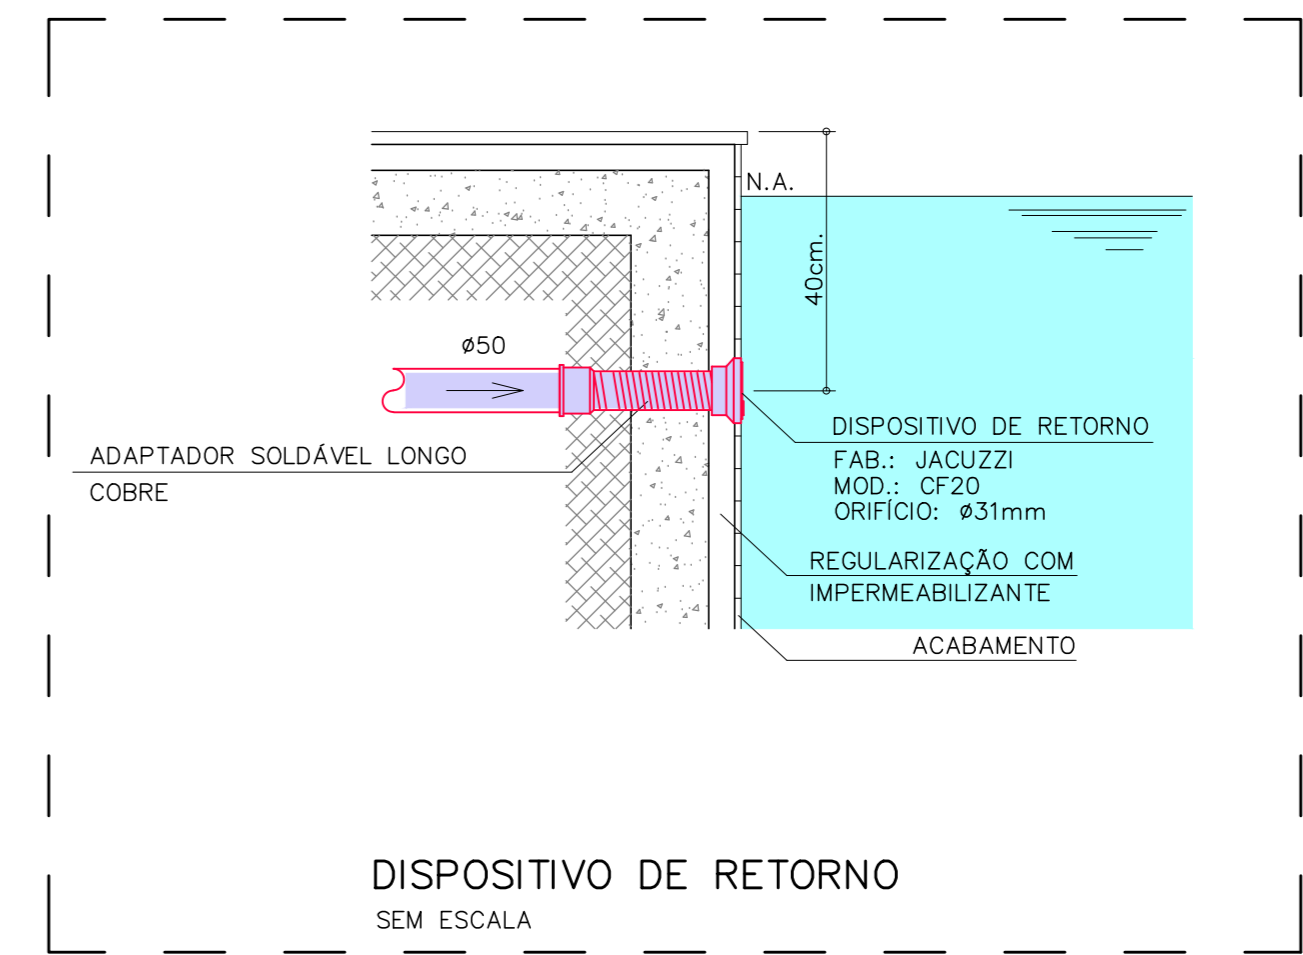 N.A.
40cm.
ø50
ADAPTADOR SOLDÁVEL LONGO
COBRE
DISPOSITIVO DE RETORNO
FAB.: JACUZZI
MOD.: CF20
ORIFÍCIO: ø31mm
REGULARIZAÇÃO COM
IMPERMEABILIZANTE
ACABAMENTO
DISPOSITIVO DE RETORNO
SEM ESCALA